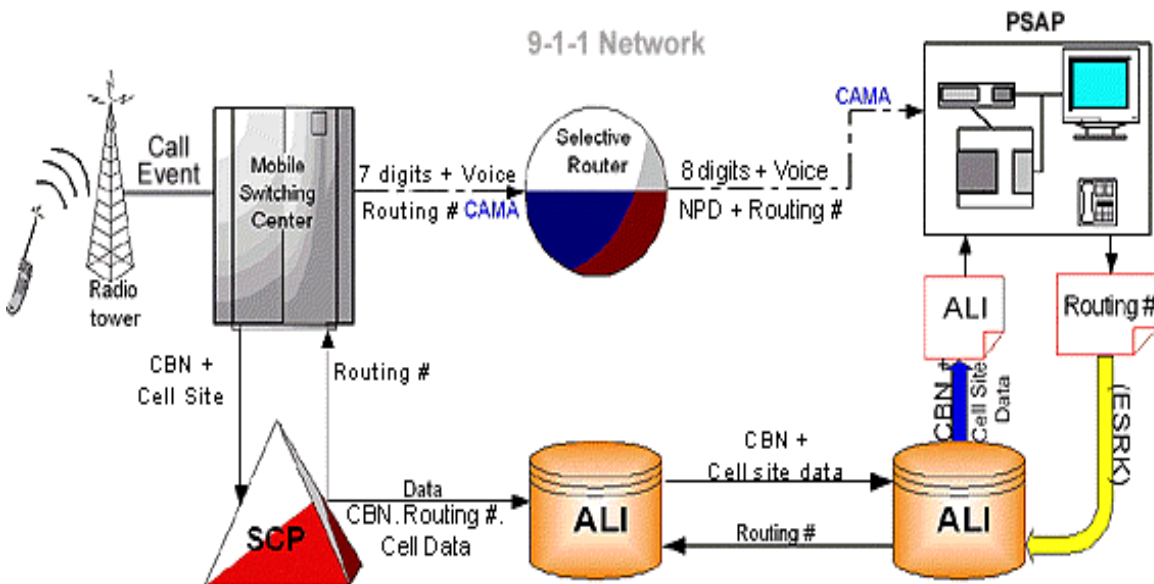 9-1-1 Network
PSAP
CAMA
Call
Event
Mobile
Switching
Center
7 digits + Voice
Routing # CAMA
Selective
Router
8 digits + Voice
NPD + Routing #
Radio
tower
CBN +
Cell Site
Routing #
ALI
Routing #
CBN +
Cell Site
Data
(ESRK)
SCP
Data
CBN. Routing #.
Cell Data
ALI
CBN +
Cell site data
Routing #
ALI